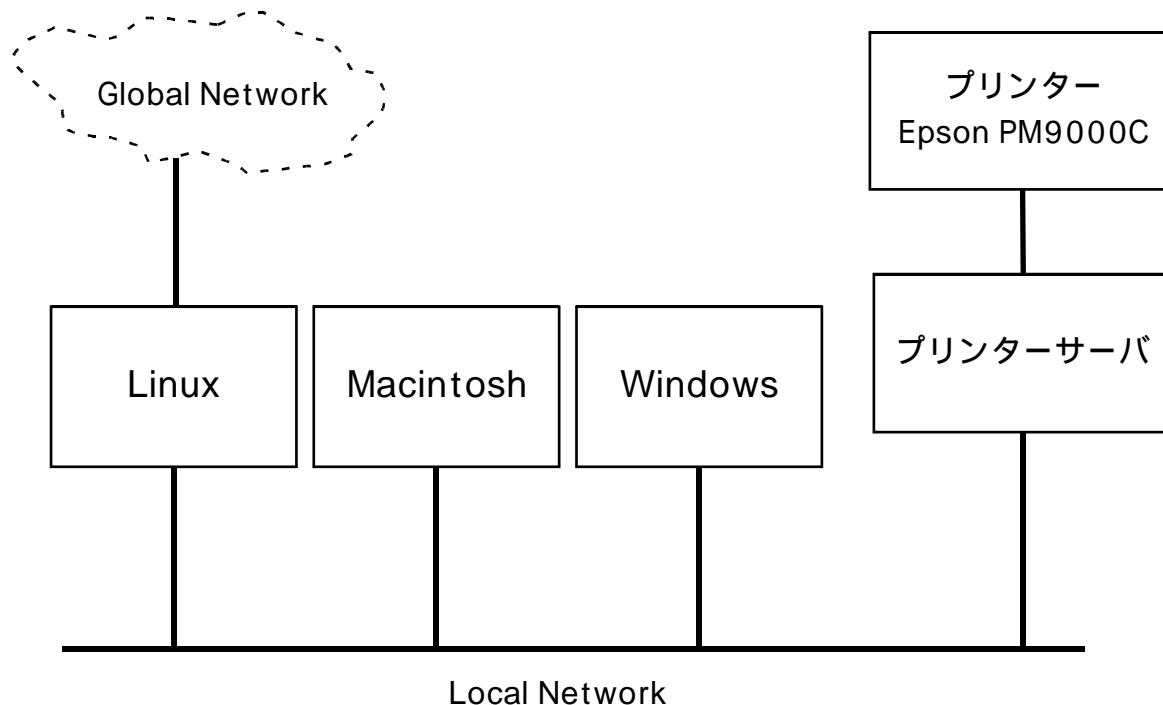 Global Network
プリンター
Epson PM9000C
Linux
Macintosh
Windows
プリンターサーバ
Local Network